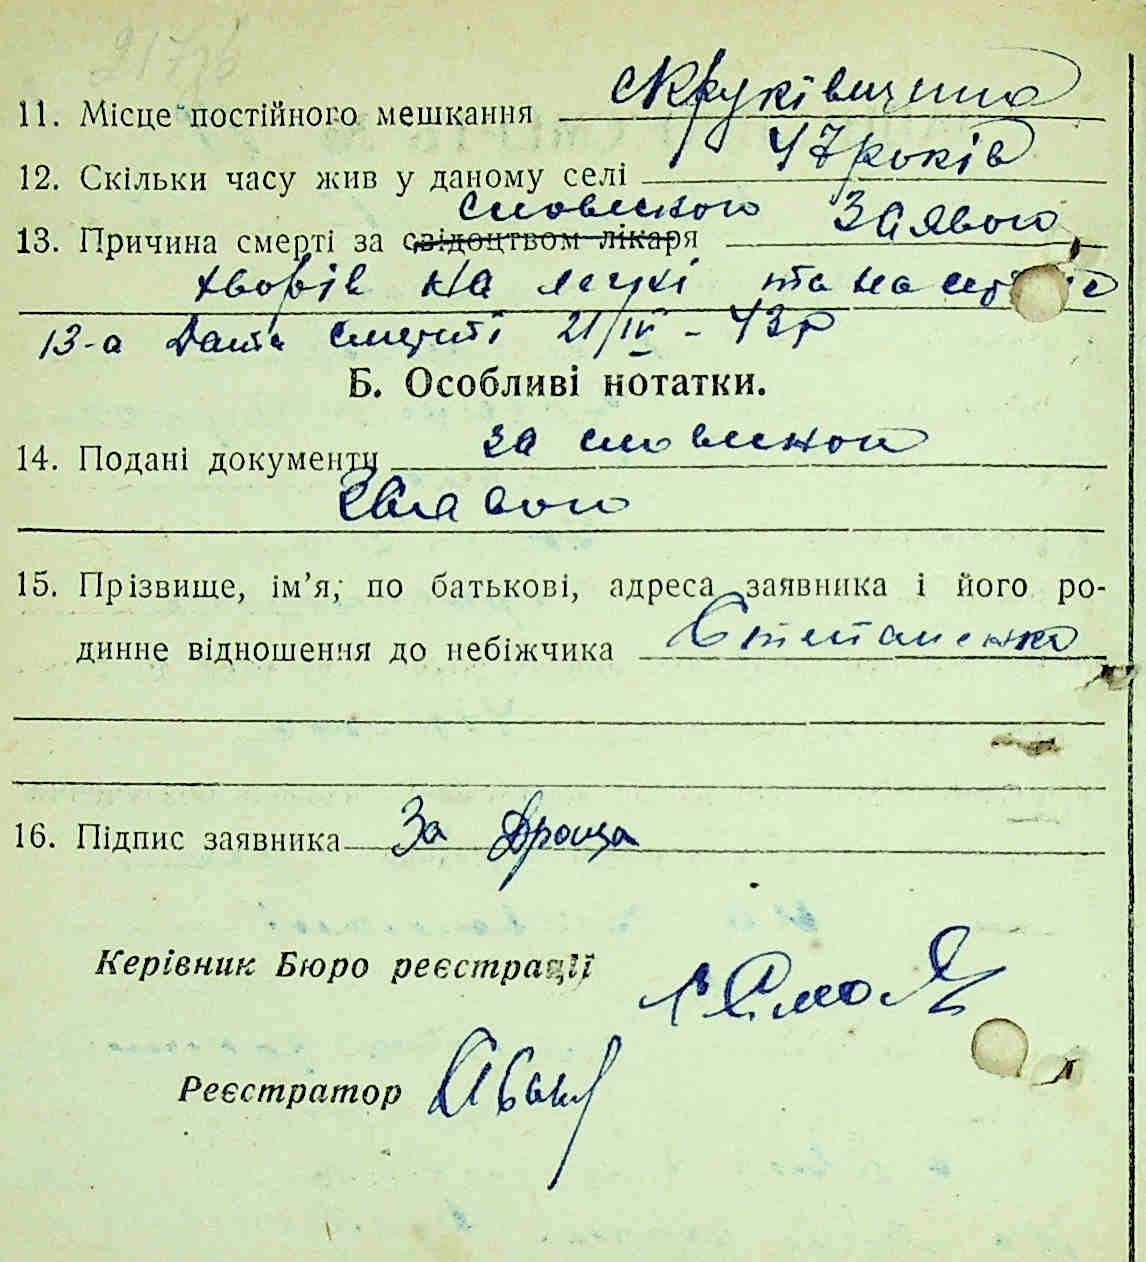 11. Місце постійного мешкання с Круківщина
12. Скільки часу жив у даному селі 47 років
словесною заявою
13. Причина смерті за свідоцтвом лікаря
хворів на легкі та на сер
13-а Дата смерті 21/IV - 43р
Б. Особливі нотатки.
14. Подані документи за словесною
заявою
15. Прізвище, ім’я, по батькові, адреса заявника і його ро-
динне відношення до небіжчика Степаненко
16. Підпис заявника За
Керівник Бюро реєстрації
Реєстратор